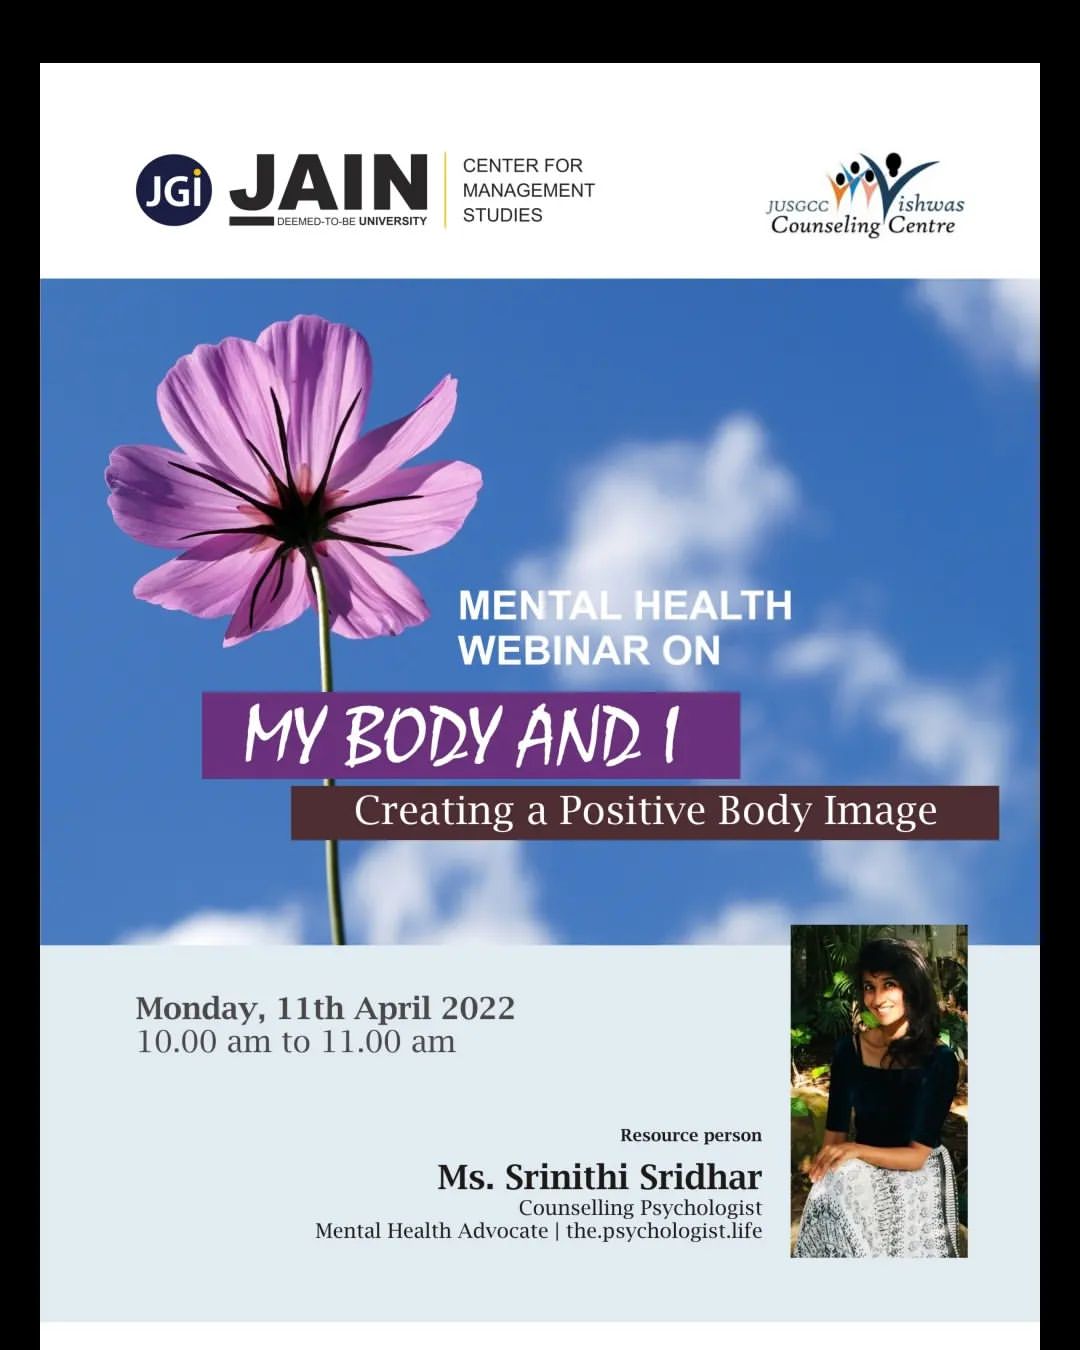 JGi
JAIN
DEEMED-TO-BE UNIVERSITY
CENTER FOR
MANAGEMENT
STUDIES
JUSGCC Vishwas
Counseling Centre
MENTAL HEALTH
WEBINAR ON
MY BODY AND I
Creating a Positive Body Image
Monday, 11th April 2022
10.00 am to 11.00 am
Resource person
Ms. Srinithi Sridhar
Counselling Psychologist
Mental Health Advocate | the.psychologist.life